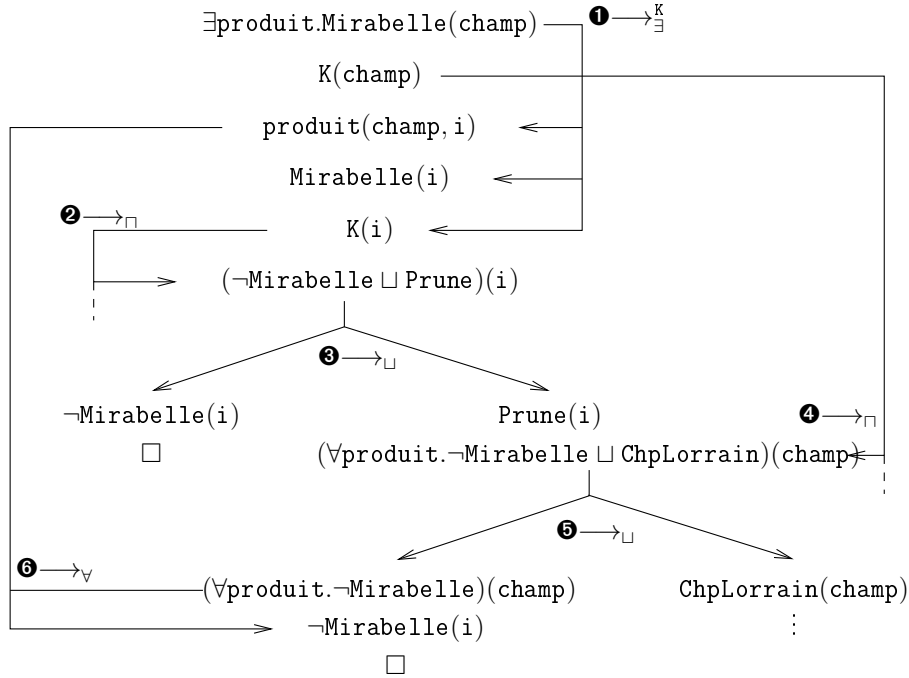 ∃produit.Mirabelle(champ) ❶⟶∃K
K(champ)
produit(champ,i)
Mirabelle(i)
❷⟶⊓ K(i)
(¬Mirabelle ⊔ Prune)(i)
❸⟶⊔
¬Mirabelle(i) Prune(i) ❹⟶⊓
□ (∀produit.¬Mirabelle ⊔ ChpLorrain)(champ)
❺⟶⊔
❻⟶∀ (∀produit.¬Mirabelle)(champ) ChpLorrain(champ)
¬Mirabelle(i) ⋮
□